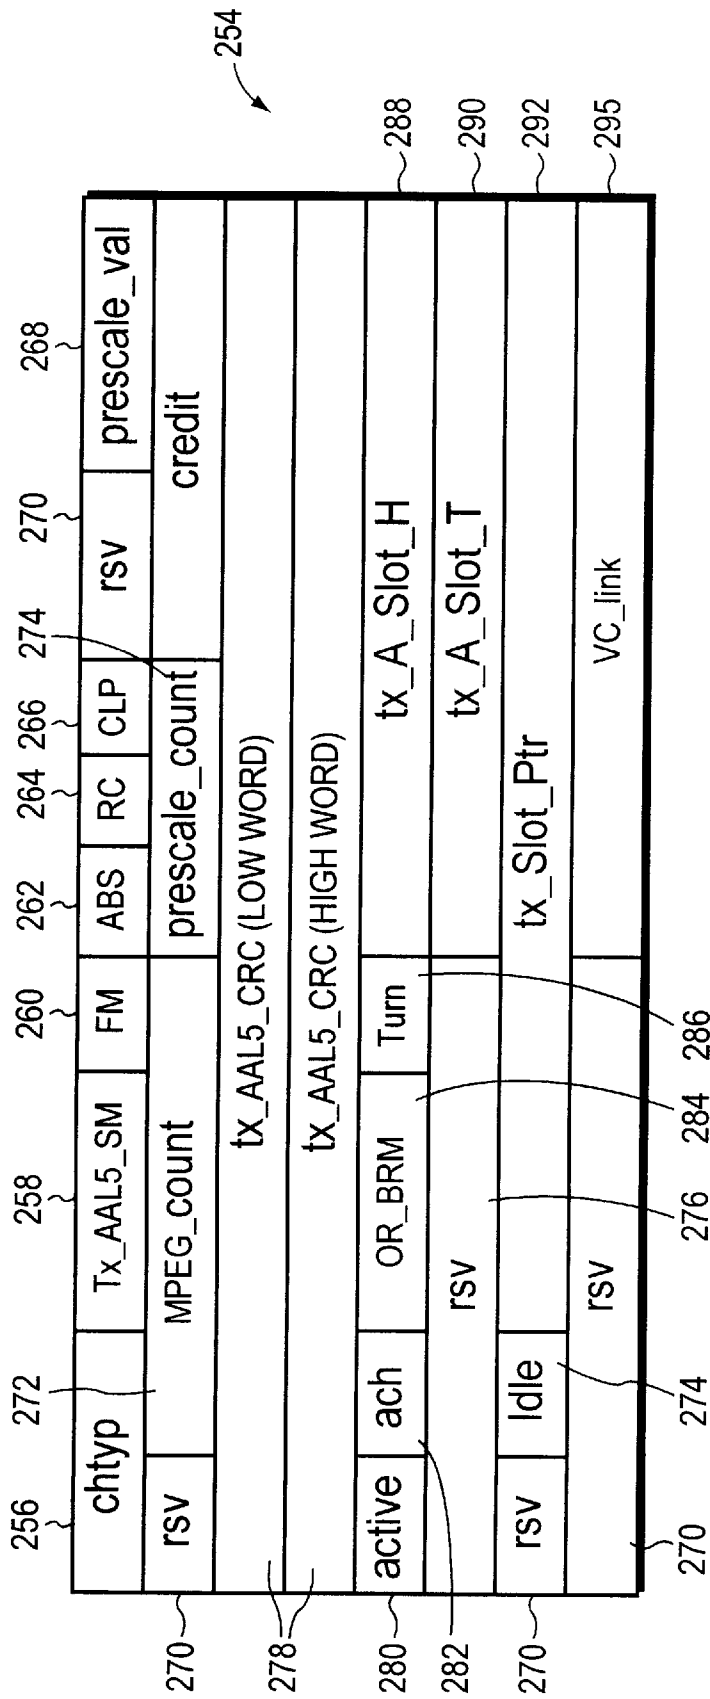 254
256 272 258 260 262 264 266 274 270 268
chtyp Tx_AAL5_SM FM ABS RC CLP rsv prescale_val
270 rsv MPEG_count prescale_count credit
278 tx_AAL5_CRC (LOW WORD)
tx_AAL5_CRC (HIGH WORD)
280 active ach OR_BRM Turn tx_A_Slot_H 288
rsv tx_A_Slot_T 290
270 rsv Idle tx_Slot_Ptr 292
rsv VC_link 295
282 270 274 276 284 286